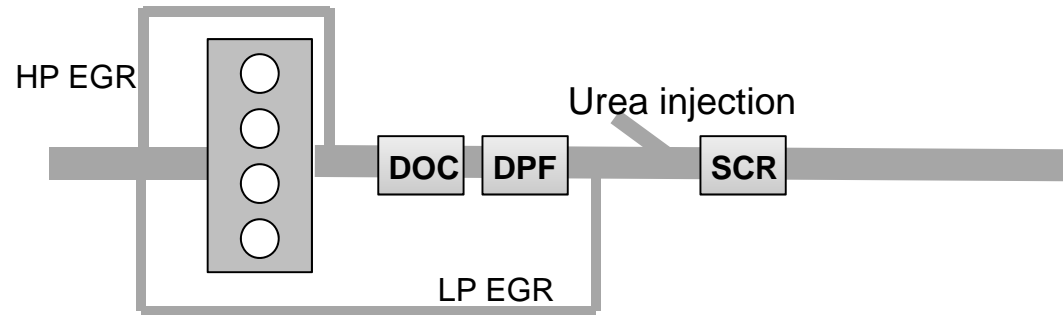 HP EGR
Urea injection
DOC
DPF
SCR
LP EGR